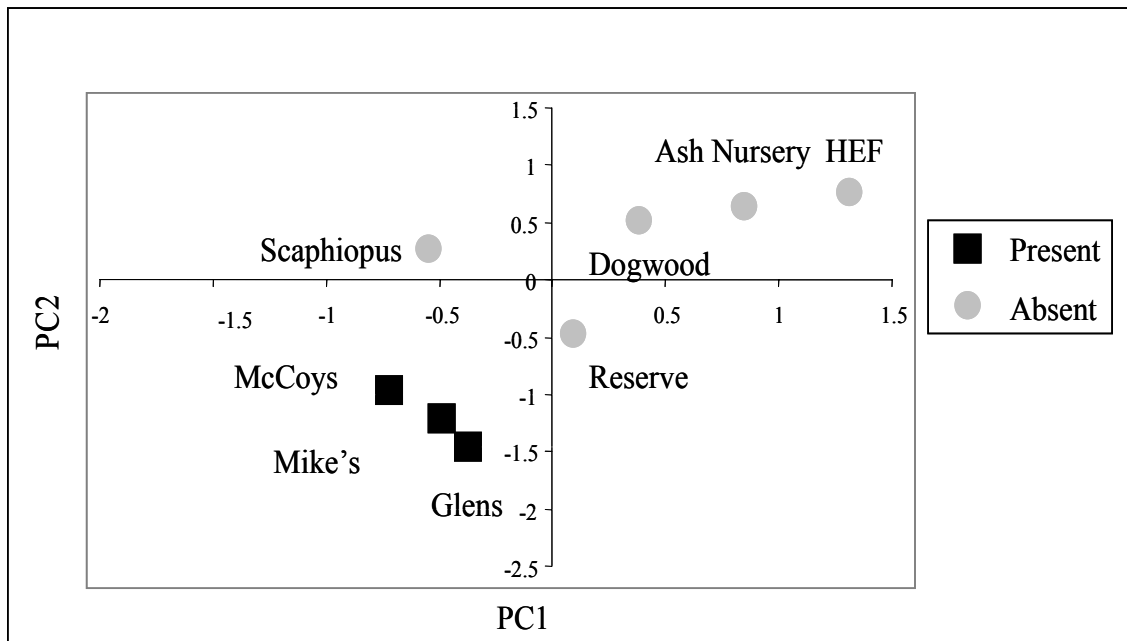 1.5
Ash Nursery HEF
1
0.5
Scaphiopus
Dogwood
0
-2
-1.5
-1
-0.5
0.5
1
1.5
PC2
-0.5
McCoys
Reserve
-1
Mike’s
-1.5
Glens
-2
-2.5
PC1
Present
Absent